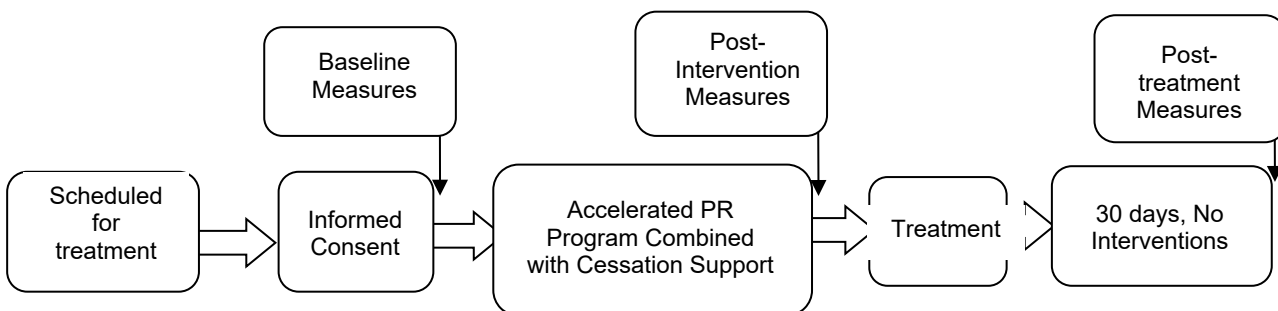 Baseline
Measures
Post-
Intervention
Measures
Post-
treatment
Measures
Scheduled
for
treatment
Informed
Consent
Accelerated PR
Program Combined
with Cessation Support
Treatment
30 days, No
Interventions